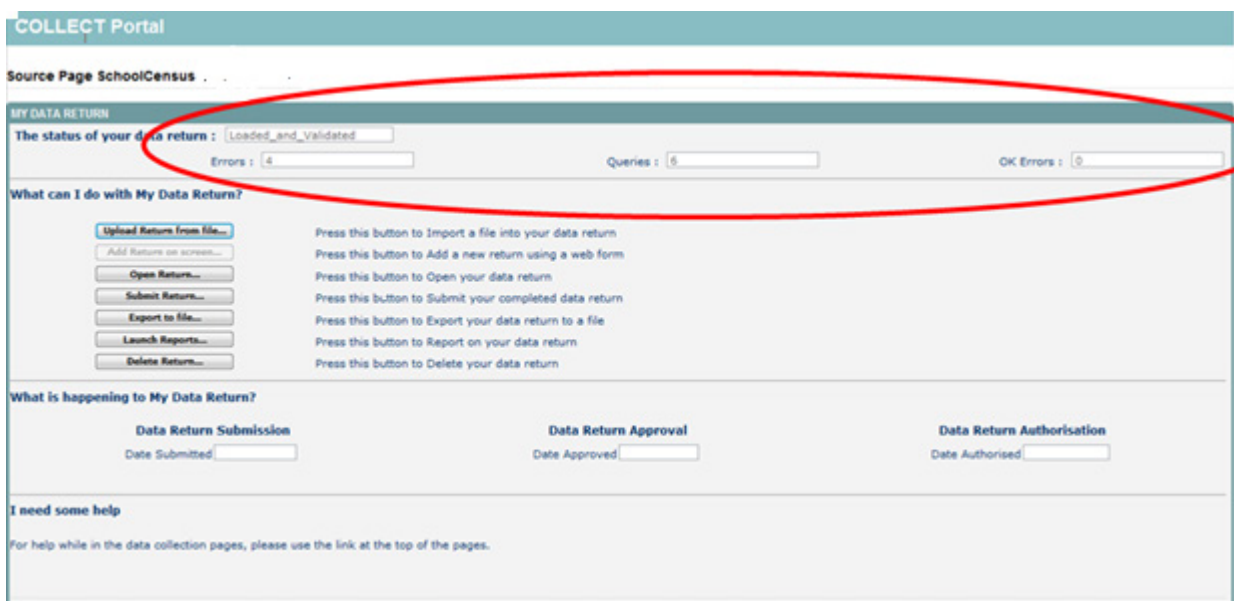 COLLECT Portal
Source Page SchoolCensus
MY DATA RETURN
The status of your data return : Loaded_and_Validated
Errors : 4 Queries : 6 OK Errors : 0
What can I do with My Data Return?
Upload Return from file... Press this button to Import a file into your data return
Add Return on screen... Press this button to Add a new return using a web form
Open Return... Press this button to Open your data return
Submit Return... Press this button to Submit your completed data return
Export to file... Press this button to Export your data return to a file
Launch Reports... Press this button to Report on your data return
Delete Return... Press this button to Delete your data return
What is happening to My Data Return?
Data Return Submission Data Return Approval Data Return Authorisation
Date Submitted Date Approved Date Authorised
I need some help
For help while in the data collection pages, please use the link at the top of the pages.